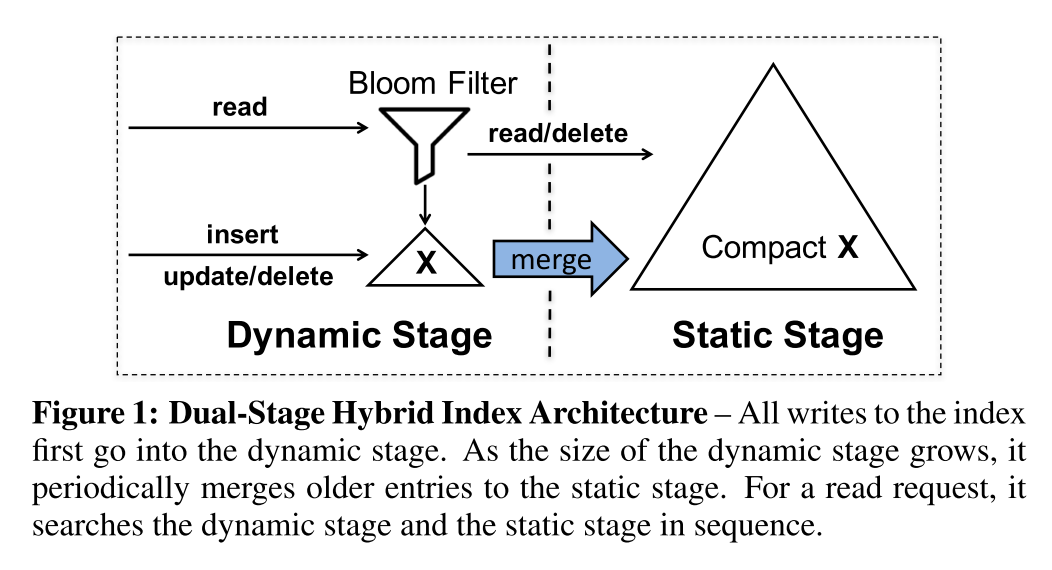 Bloom Filter
read
read/delete
insert
update/delete
X
merge
Compact X
Dynamic Stage
Static Stage
Figure 1: Dual-Stage Hybrid Index Architecture – All writes to the index
first go into the dynamic stage. As the size of the dynamic stage grows, it
periodically merges older entries to the static stage. For a read request, it
searches the dynamic stage and the static stage in sequence.